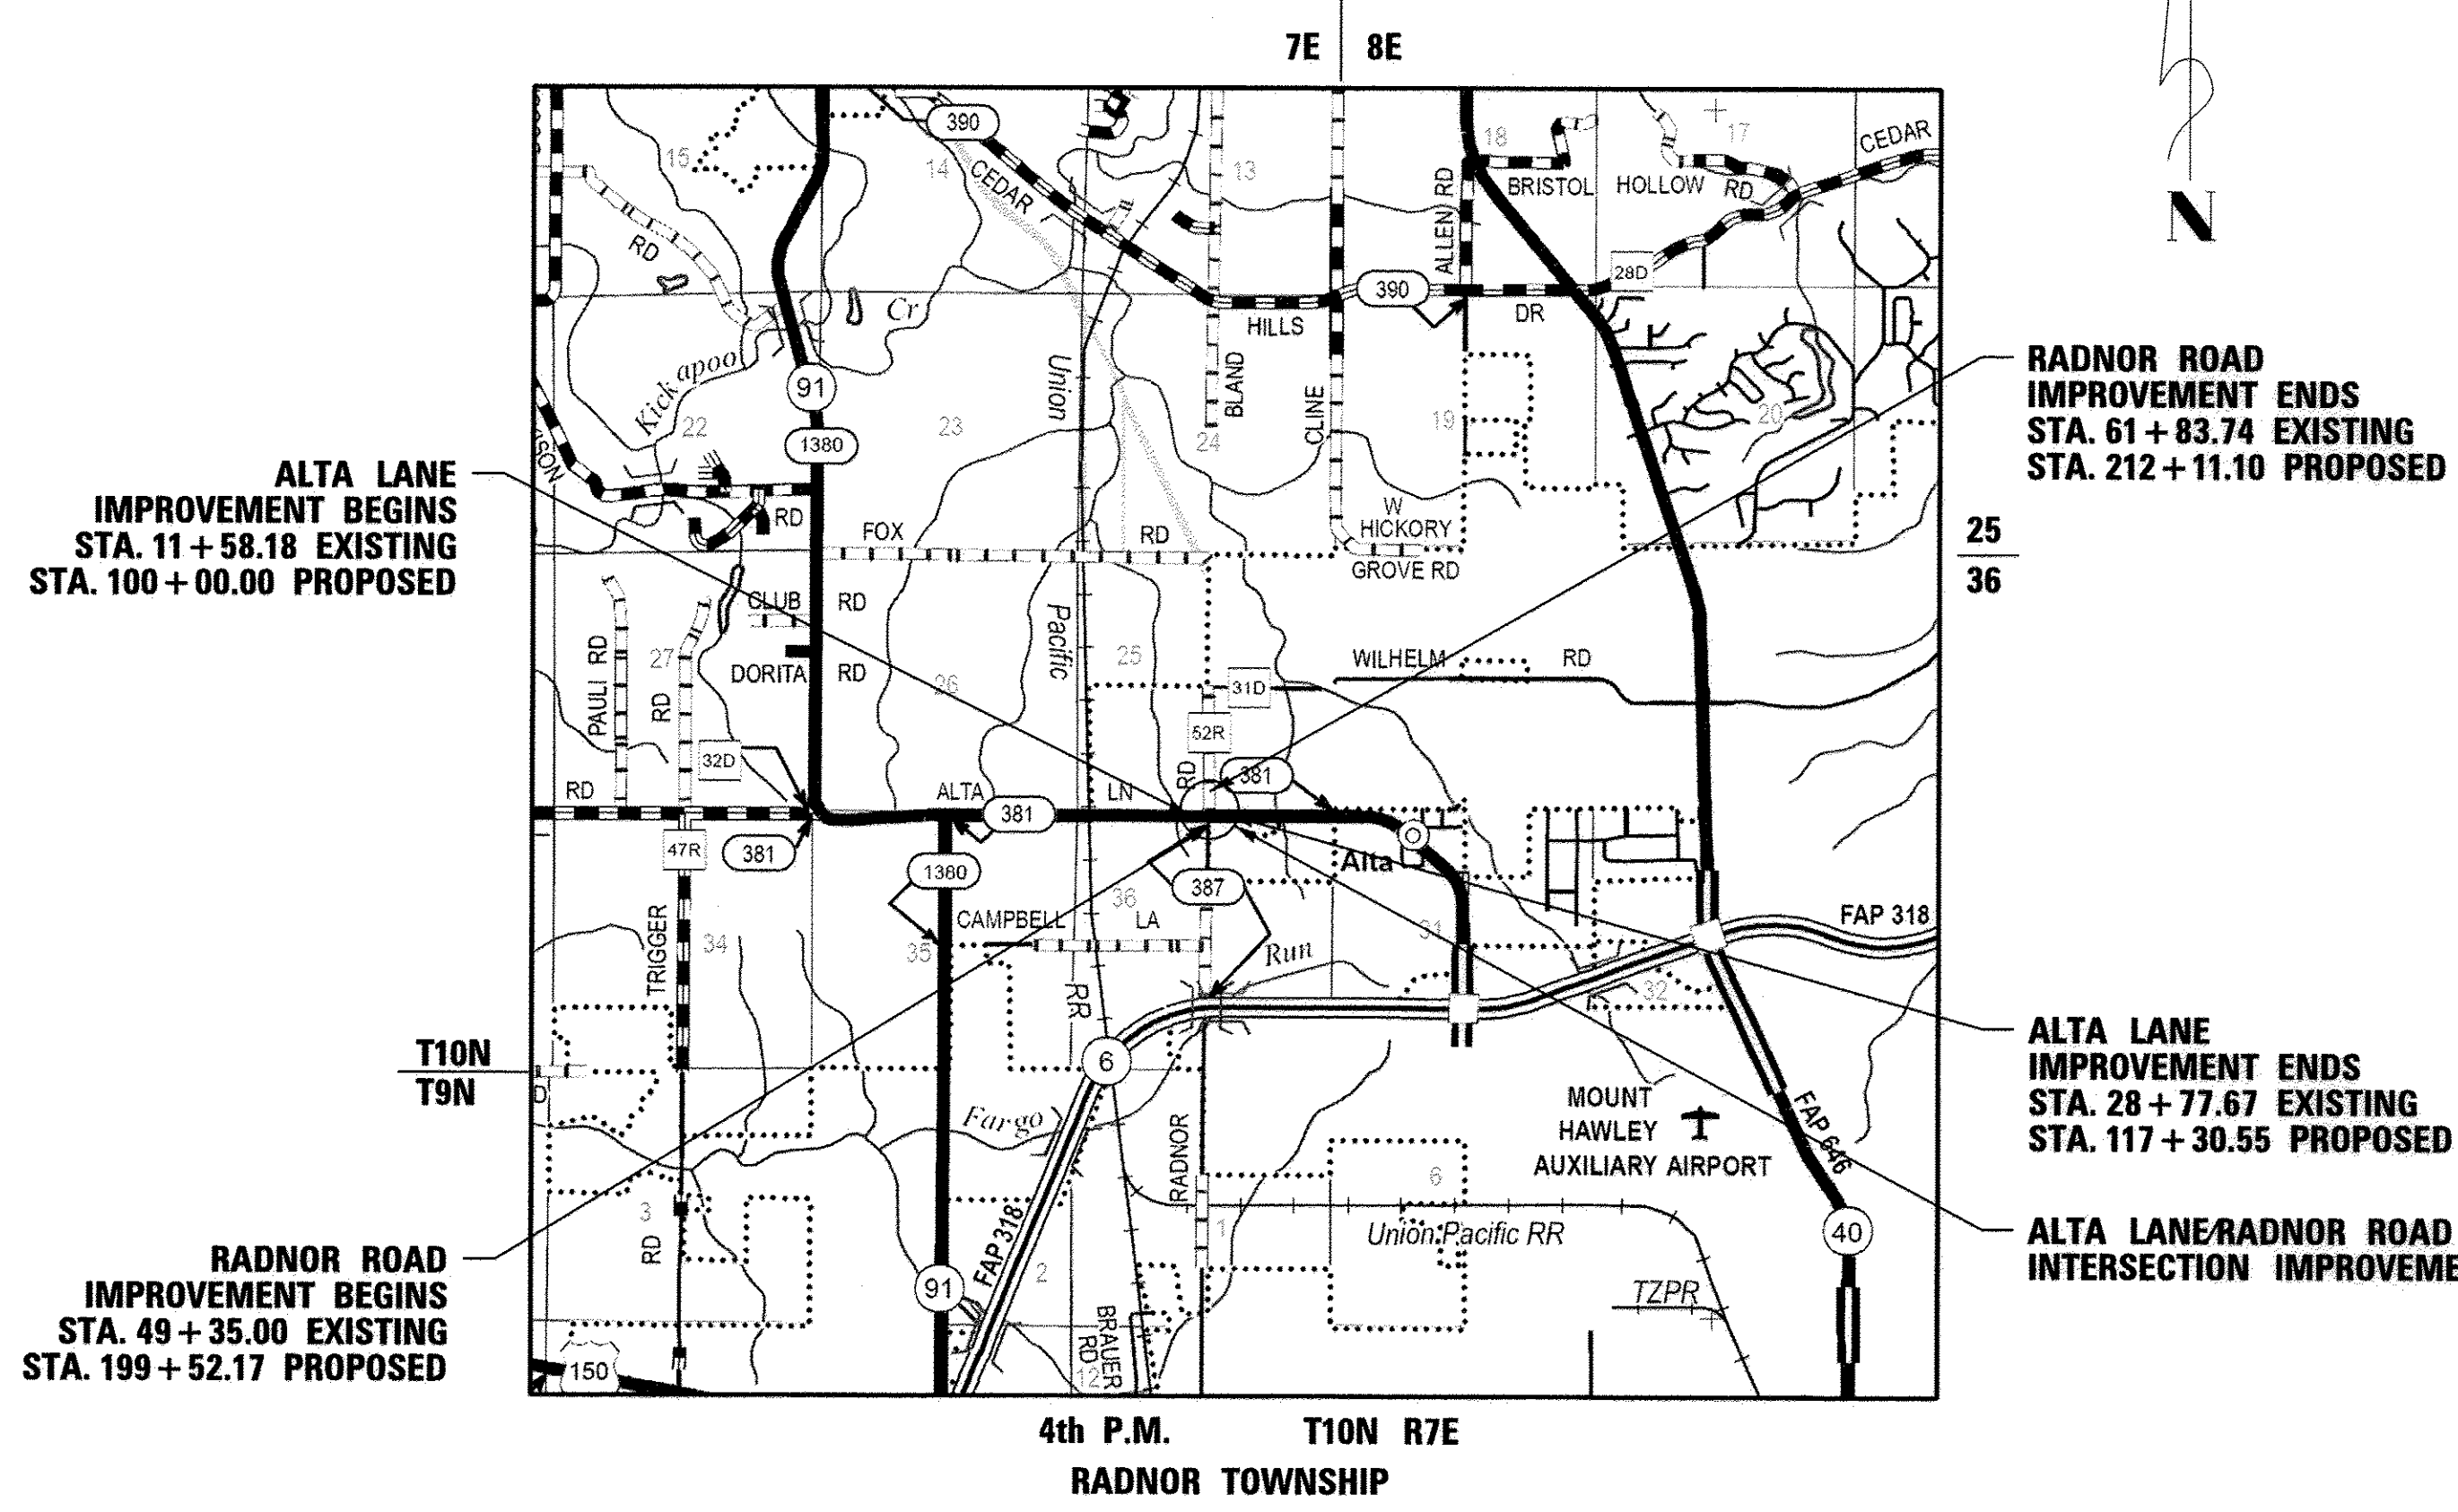 7E 8E
N
390
15
14
13
18
17
CEDAR
CEDAR
ALLEN RD
BRISTOL HOLLOW RD
RD
28D
390
Cr
HILLS
DR
Kickapoo
Union
BLAND
CLINE
91
22
1380
23
24
19
20
RADNOR ROAD
IMPROVEMENT ENDS
STA. 61+83.74 EXISTING
STA. 212+11.10 PROPOSED
ALTA LANE
IMPROVEMENT BEGINS
STA. 11+58.18 EXISTING
STA. 100+00.00 PROPOSED
RD
FOX RD
W
HICKORY
GROVE RD
25
36
CLUB RD
Pacific
PAULI RD
27
RD
DORITA RD
26
25
WILHELM RD
31D
52R
32D
RD
RD
381
ALTA LN
381
47R
381
1380
387
Alta
CAMPBELL LA
36
TRIGGER
34
35
31
Run
FAP 318
RR
32
T10N
T9N
6
D
Fargo
MOUNT
HAWLEY
AUXILIARY AIRPORT
FAP 646
ALTA LANE
IMPROVEMENT ENDS
STA. 28+77.67 EXISTING
STA. 117+30.55 PROPOSED
RADNOR
3
RD
6
1
Union Pacific RR
40
ALTA LANE/RADNOR ROAD
INTERSECTION IMPROVEME
RADNOR ROAD
IMPROVEMENT BEGINS
STA. 49+35.00 EXISTING
STA. 199+52.17 PROPOSED
FAP 318
2
91
TZPR
BRAUER
RD
12
150
4th P.M. T10N R7E
RADNOR TOWNSHIP